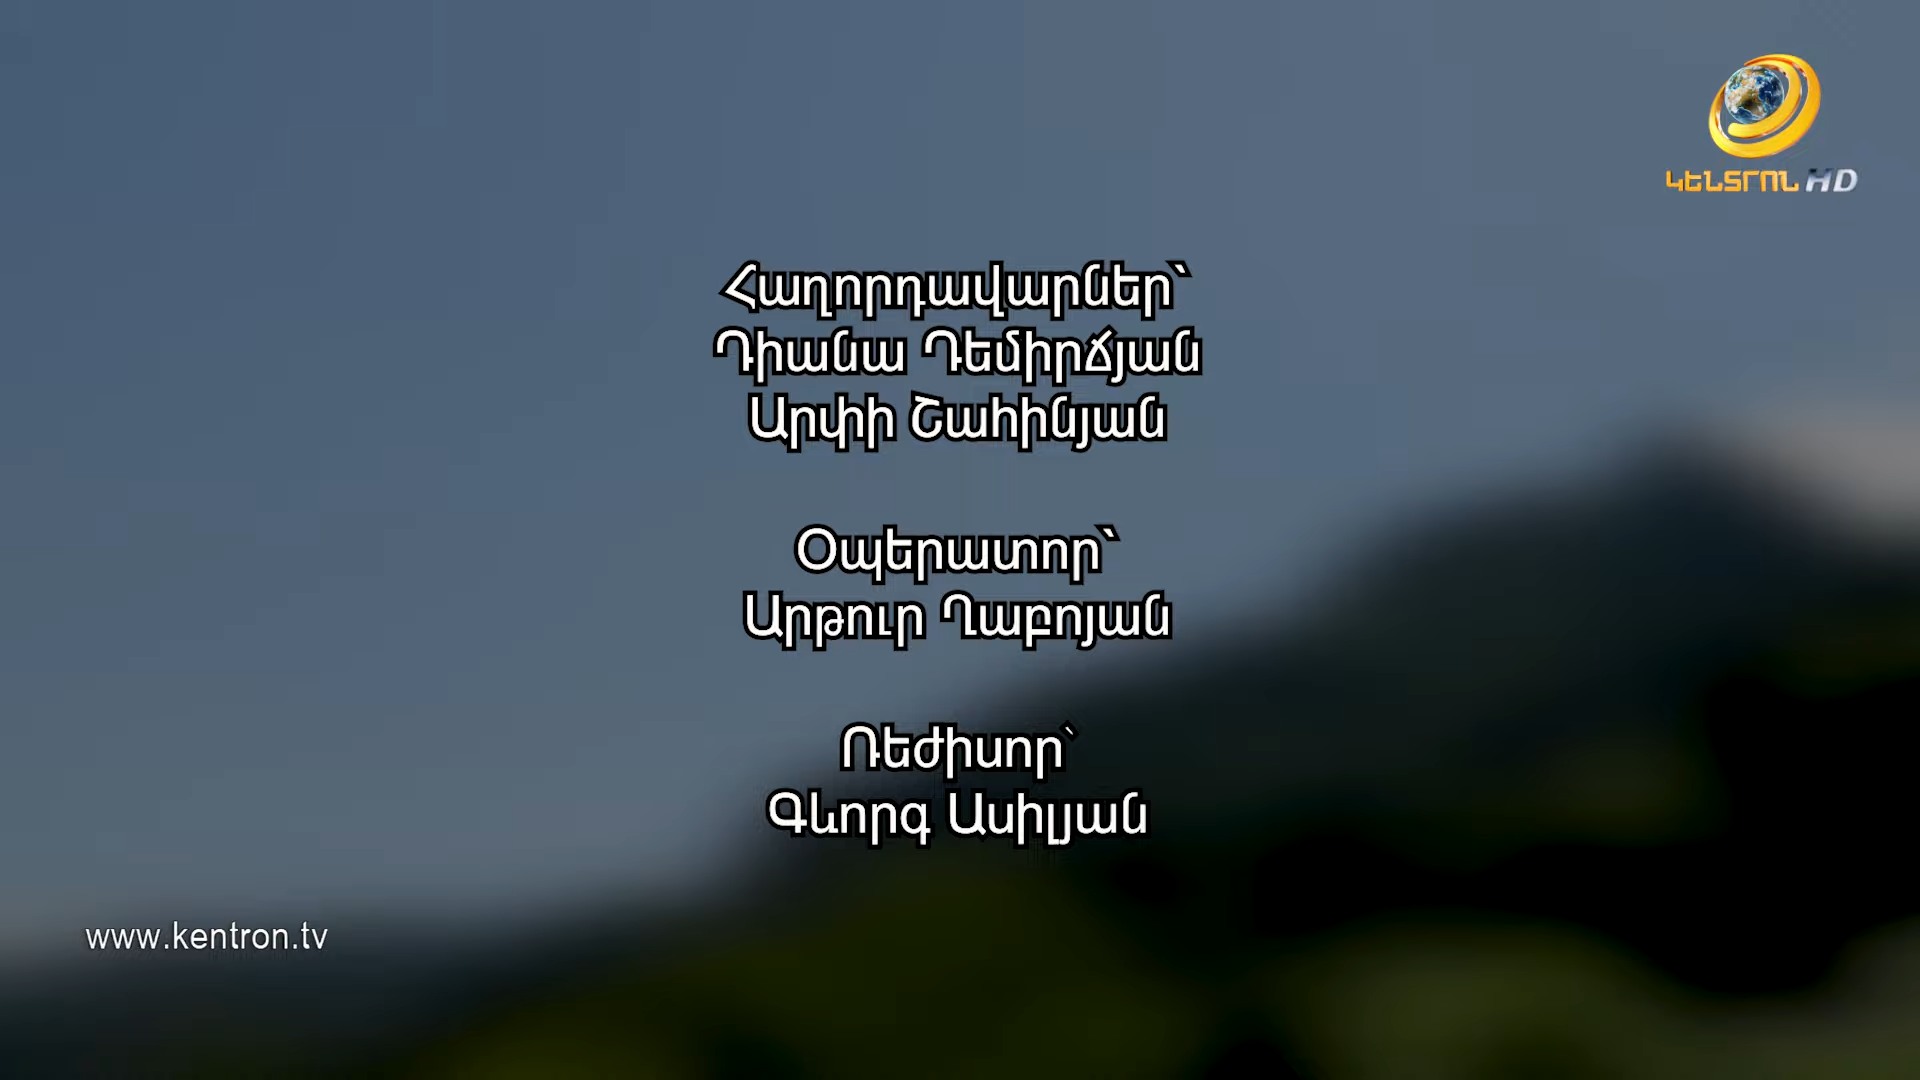 ԿԵՆՏՐՈՆ HD
Հաղորդավարներ՝
Դիանա Դեմիրճյան
Արփի Շահինյան
Օպերատոր՝
Արթուր Ղաբոյան
Ռեժիսոր՝
Գևորգ Ասիլյան
www.kentron.tv